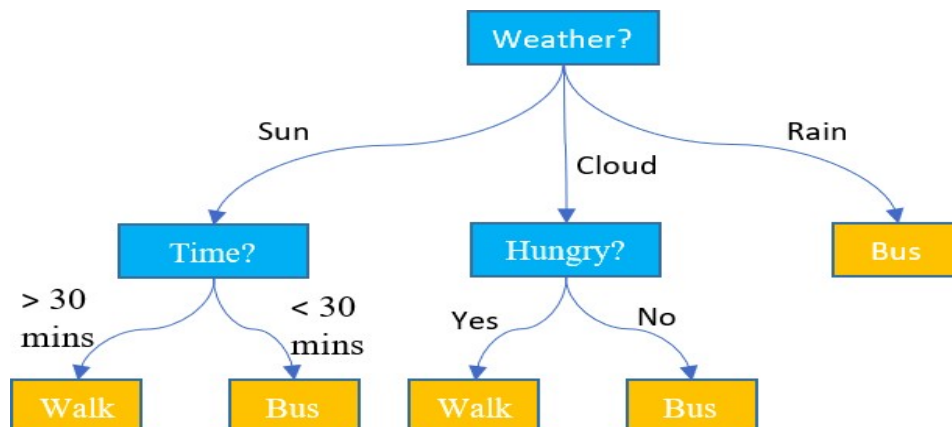 Weather?
Sun
Cloud
Rain
Time?
Hungry?
Bus
> 30
mins
< 30
mins
Yes
No
Walk
Bus
Walk
Bus